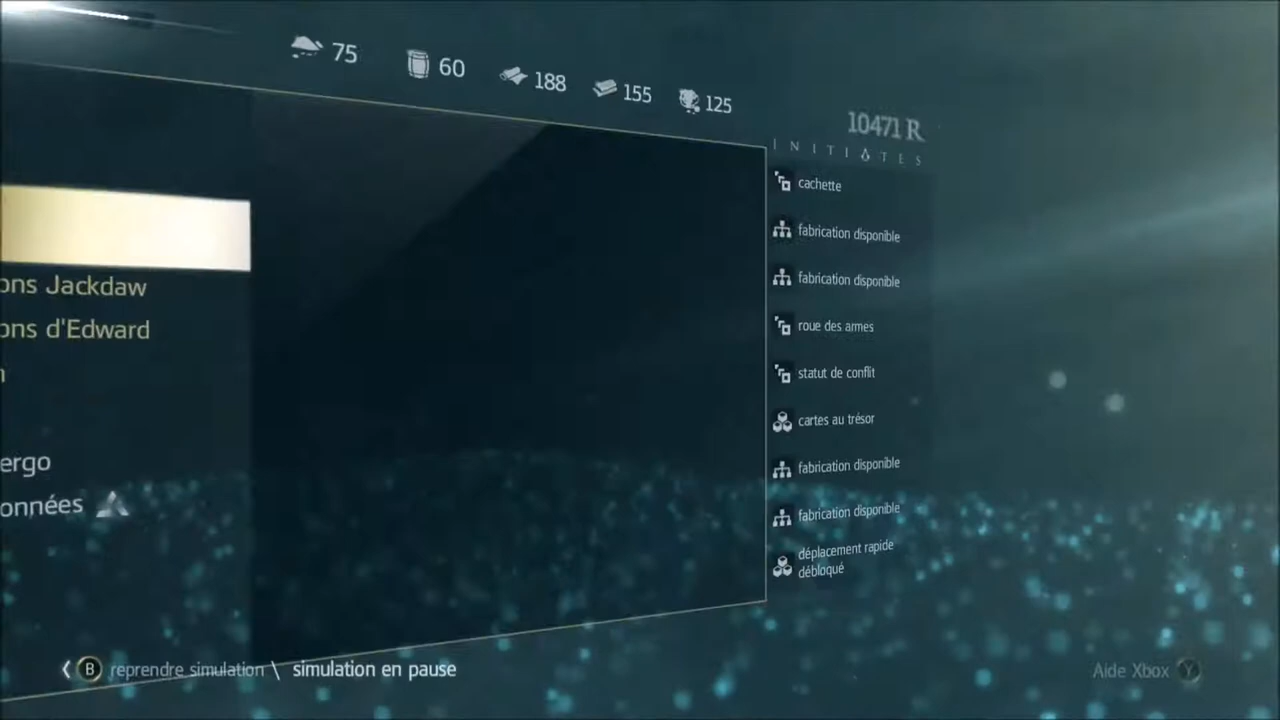 75 60 188 155 125
10471 R
INITIATES
cachette
fabrication disponible
fabrication disponible
roue des armes
statut de conflit
cartes au trésor
fabrication disponible
fabrication disponible
déplacement rapide
débloqué
ons Jackdaw
ons d'Edward
n
ergo
onnées
B reprendre simulation \ simulation en pause
Aide Xbox Y